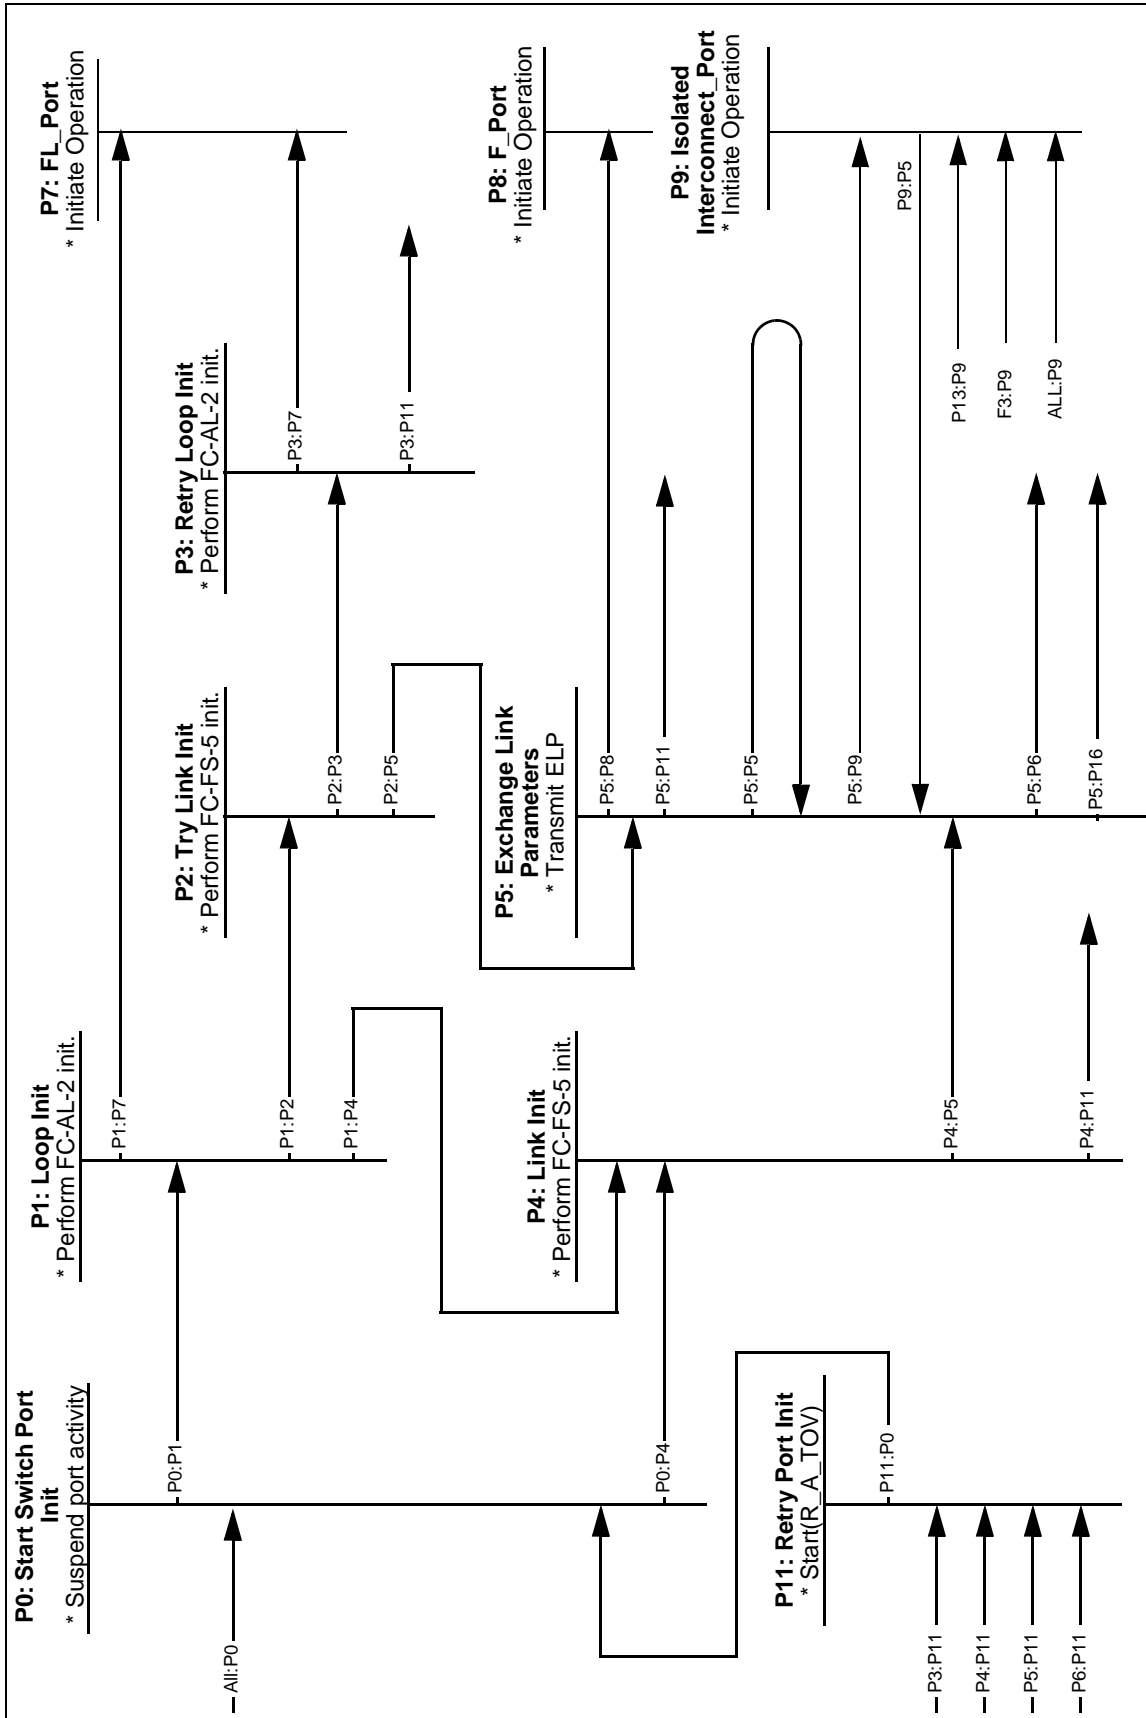 P0: Start Switch Port
Init
* Suspend port activity
All:P0
P0:P1
P0:P4
P11: Retry Port Init
* Start(R_A_TOV)
P11:P0
P3:P11
P4:P11
P5:P11
P6:P11
P1: Loop Init
* Perform FC-AL-2 init.
P1:P7
P1:P2
P1:P4
P4: Link Init
* Perform FC-FS-5 init.
P4:P5
P4:P11
P2: Try Link Init
* Perform FC-FS-5 init.
P2:P3
P2:P5
P5: Exchange Link
Parameters
* Transmit ELP
P5:P8
P5:P11
P5:P5
P5:P9
P5:P6
P5:P16
P3: Retry Loop Init
* Perform FC-AL-2 init.
P3:P7
P3:P11
P7: FL_Port
* Initiate Operation
P8: F_Port
* Initiate Operation
P9: Isolated
Interconnect_Port
* Initiate Operation
P9:P5
P13:P9
F3:P9
ALL:P9